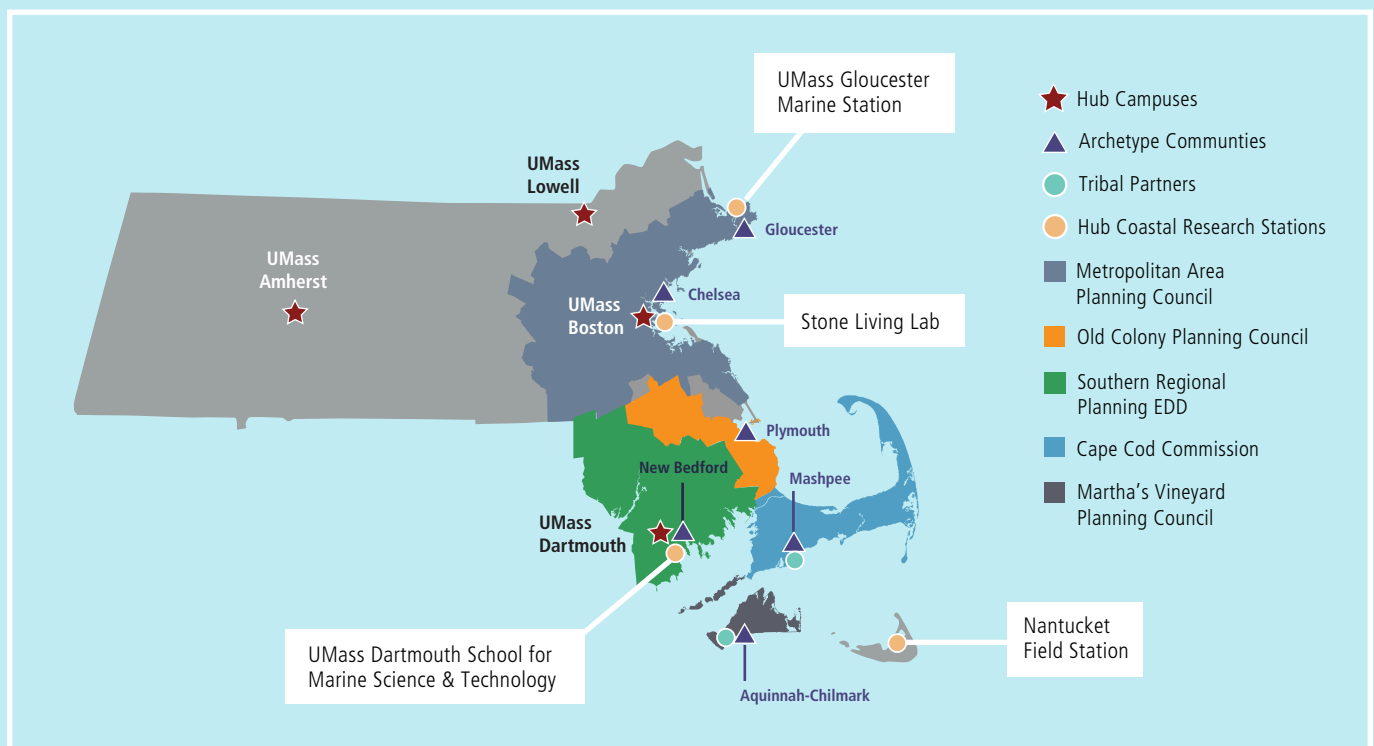 UMass Gloucester
Marine Station
UMass
Lowell
Gloucester
UMass
Amherst
Chelsea
UMass
Boston
Stone Living Lab
Plymouth
New Bedford
Mashpee
UMass
Dartmouth
UMass Dartmouth School for
Marine Science & Technology
Aquinnah-Chilmark
Nantucket
Field Station
Hub Campuses
Archetype Communties
Tribal Partners
Hub Coastal Research Stations
Metropolitan Area
Planning Council
Old Colony Planning Council
Southern Regional
Planning EDD
Cape Cod Commission
Martha's Vineyard
Planning Council